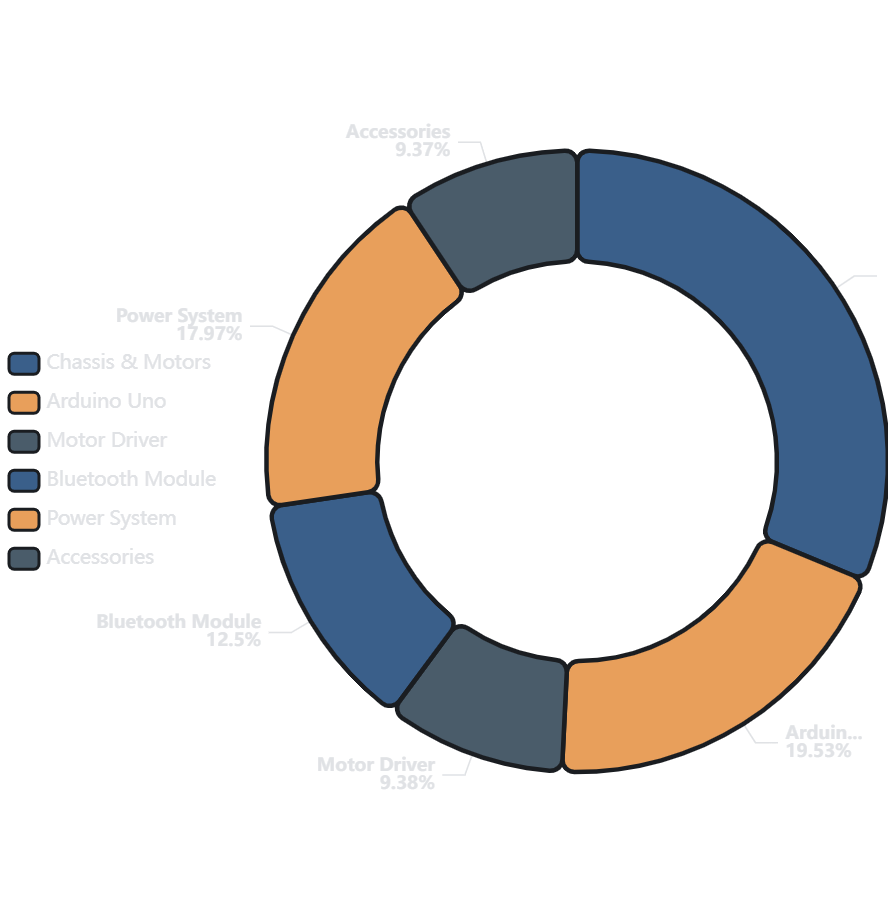 Accessories
9.37%
Power System
17.97%
Chassis & Motors
Arduino Uno
Motor Driver
Bluetooth Module
Power System
Accessories
Bluetooth Module
12.5%
Motor Driver
9.38%
Arduin...
19.53%